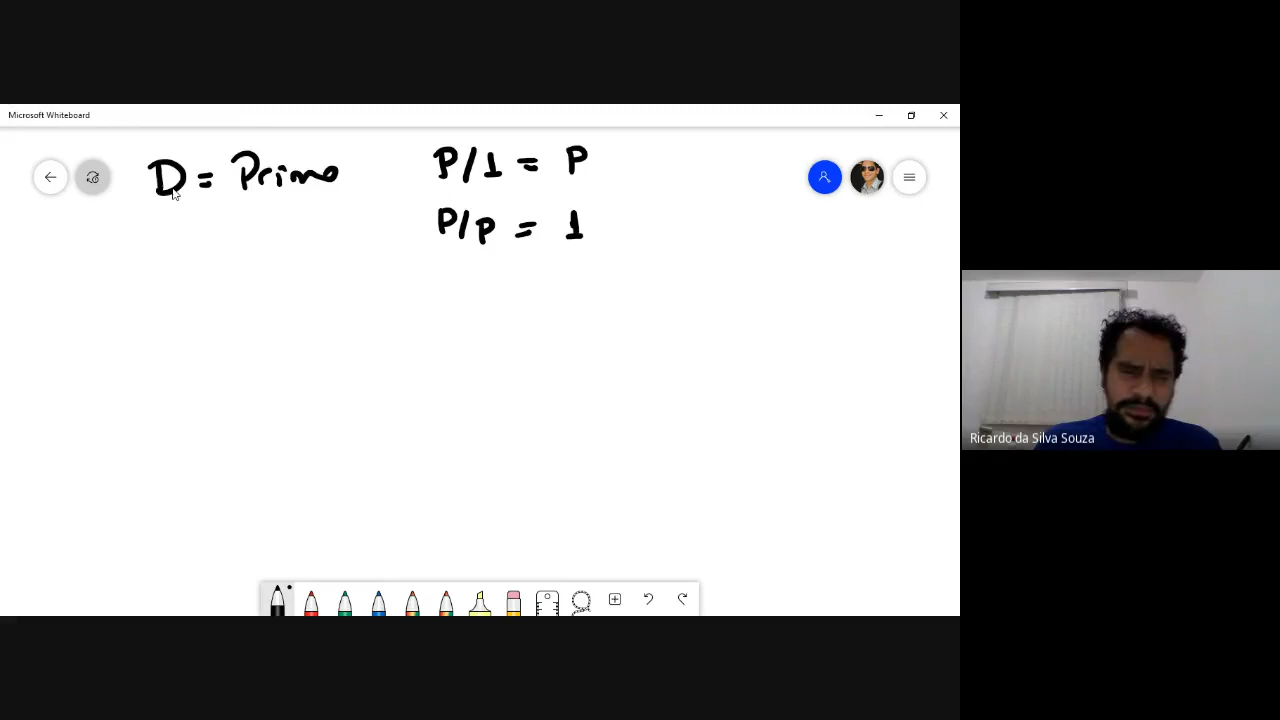 Microsoft Whiteboard
D = Primo
P/1 = P
P/P = 1
Ricardo da Silva Souza